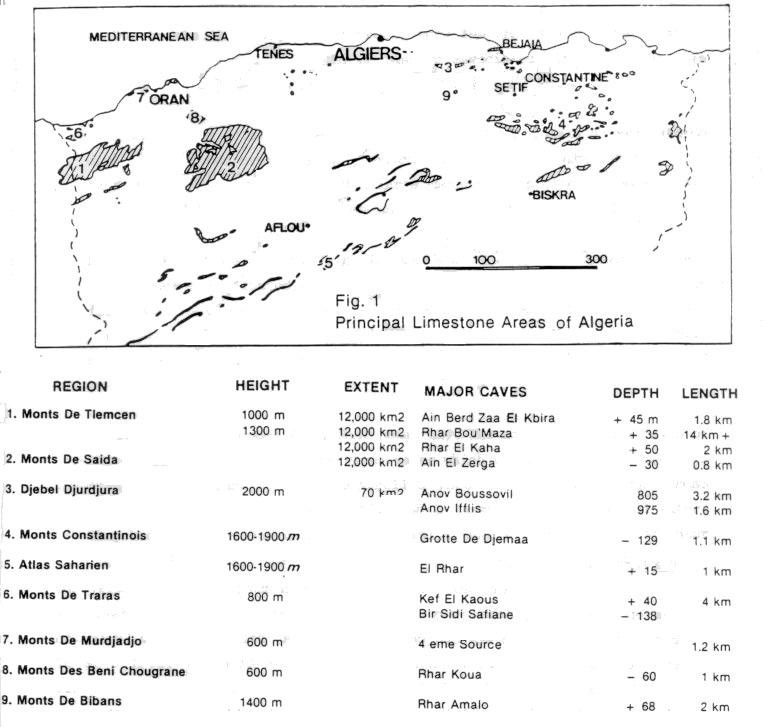 MEDITERRANEAN SEA
TENES
ALGIERS
BEJAIA
3
CONSTANTINE
SETIF
7 ORAN
9
8
6
4
1
2
BISKRA
AFLOU
5
0 100 300
Fig. 1
Principal Limestone Areas of Algeria
REGION HEIGHT EXTENT MAJOR CAVES DEPTH LENGTH
1. Monts De Tlemcen 1000 m 12,000 km2 Ain Berd Zaa El Kbira + 45 m 1.8 km
1300 m 12,000 km2 Rhar Bou'Maza + 35 14 km +
12,000 km2 Rhar El Kaha + 50 2 km
2. Monts De Saida 12,000 km2 Ain El Zerga - 30 0.8 km
3. Djebel Djurdjura 2000 m 70 km2 Anov Boussovil 805 3.2 km
Anov Ifflis 975 1.6 km
4. Monts Constantinois 1600-1900 m Grotte De Djemaa - 129 1.1 km
5. Atlas Saharien 1600-1900 m El Rhar + 15 1 km
6. Monts De Traras 800 m Kef El Kaous + 40 4 km
Bir Sidi Safiane - 138
7. Monts De Murdjadjo 600 m 4 eme Source 1.2 km
8. Monts Des Beni Chougrane 600 m Rhar Koua - 60 1 km
9. Monts De Bibans 1400 m Rhar Amalo + 68 2 km